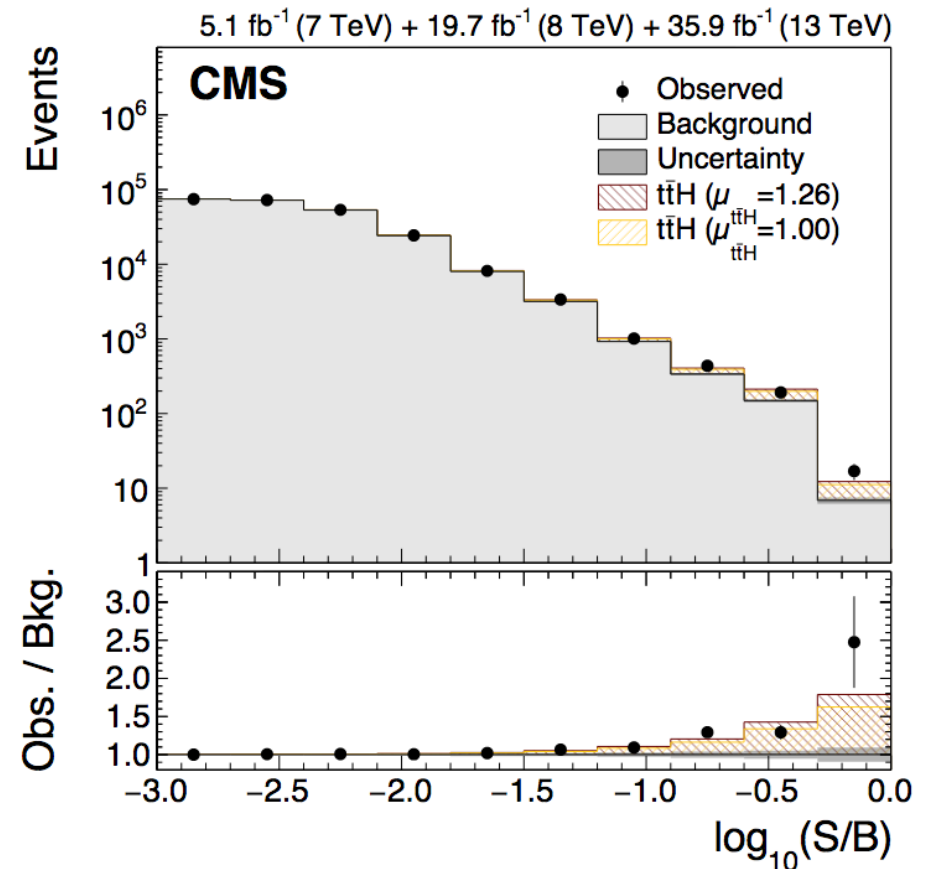 5.1 fb⁻¹ (7 TeV) + 19.7 fb⁻¹ (8 TeV) + 35.9 fb⁻¹ (13 TeV)
CMS
Events
Observed
Background
Uncertainty
tt̄H (μ_tt̄H=1.26)
tt̄H (μ_tt̄H=1.00)
10⁶
10⁵
10⁴
10³
10²
10
1
Obs. / Bkg.
3.0
2.5
2.0
1.5
1.0
−3.0 −2.5 −2.0 −1.5 −1.0 −0.5 0.0
log₁₀(S/B)